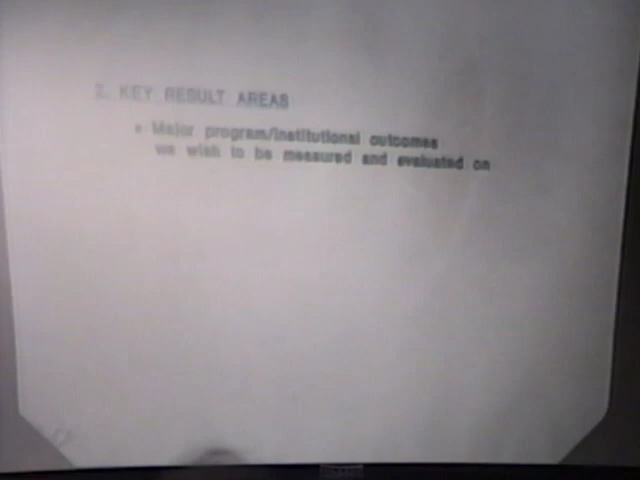 2. KEY RESULT AREAS
• Major program/institutional outcomes
we wish to be measured and evaluated on